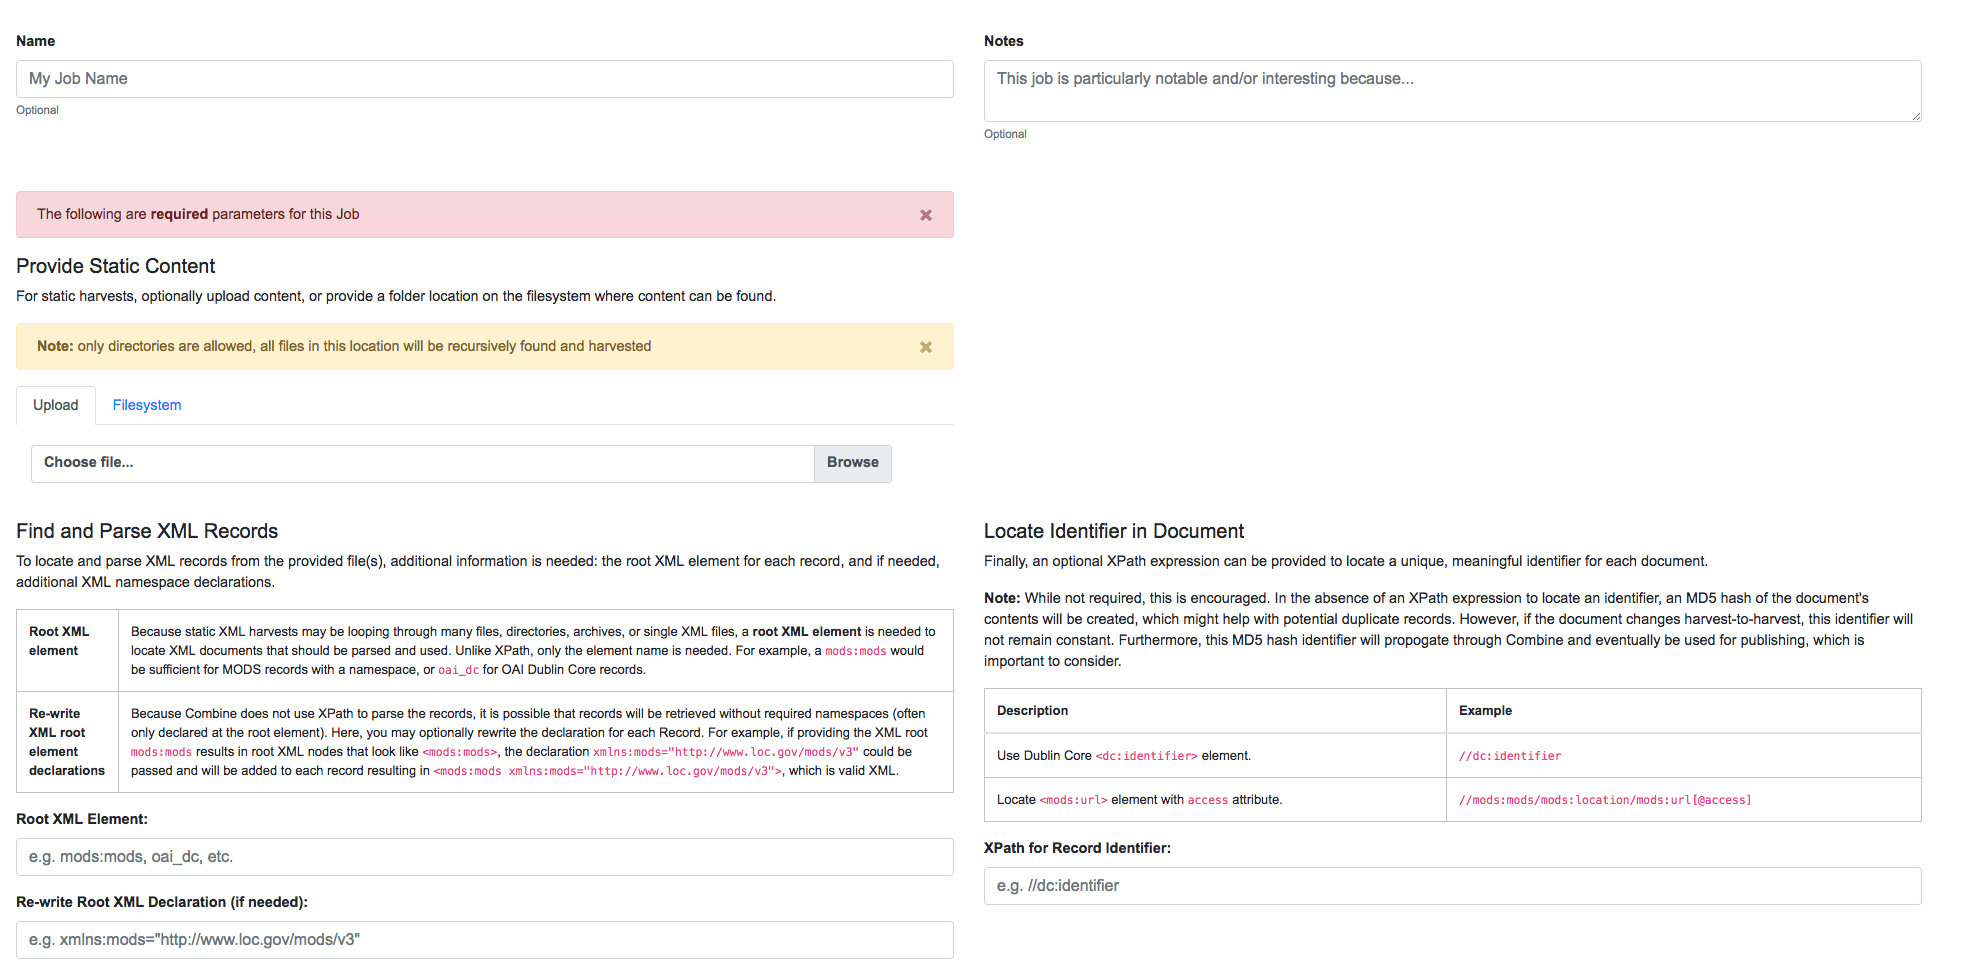 Name
My Job Name
Optional
Notes
This job is particularly notable and/or interesting because...
Optional
The following are required parameters for this Job
×
Provide Static Content
For static harvests, optionally upload content, or provide a folder location on the filesystem where content can be found.
Note: only directories are allowed, all files in this location will be recursively found and harvested
×
Upload
Filesystem
Choose file...
Browse
Find and Parse XML Records
To locate and parse XML records from the provided file(s), additional information is needed: the root XML element for each record, and if needed,
additional XML namespace declarations.
Root XML
element
Because static XML harvests may be looping through many files, directories, archives, or single XML files, a root XML element is needed to
locate XML documents that should be parsed and used. Unlike XPath, only the element name is needed. For example, a mods:mods would
be sufficient for MODS records with a namespace, or oai_dc for OAI Dublin Core records.
Re-write
XML root
element
declarations
Because Combine does not use XPath to parse the records, it is possible that records will be retrieved without required namespaces (often
only declared at the root element). Here, you may optionally rewrite the declaration for each Record. For example, if providing the XML root
mods:mods results in root XML nodes that look like <mods:mods>, the declaration xmlns:mods="http://www.loc.gov/mods/v3" could be
passed and will be added to each record resulting in <mods:mods xmlns:mods="http://www.loc.gov/mods/v3">, which is valid XML.
Root XML Element:
e.g. mods:mods, oai_dc, etc.
Re-write Root XML Declaration (if needed):
e.g. xmlns:mods="http://www.loc.gov/mods/v3"
Locate Identifier in Document
Finally, an optional XPath expression can be provided to locate a unique, meaningful identifier for each document.
Note: While not required, this is encouraged. In the absence of an XPath expression to locate an identifier, an MD5 hash of the document's
contents will be created, which might help with potential duplicate records. However, if the document changes harvest-to-harvest, this identifier will
not remain constant. Furthermore, this MD5 hash identifier will propogate through Combine and eventually be used for publishing, which is
important to consider.
Description
Example
Use Dublin Core <dc:identifier> element.
//dc:identifier
Locate <mods:url> element with access attribute.
//mods:mods/mods:location/mods:url[@access]
XPath for Record Identifier:
e.g. //dc:identifier